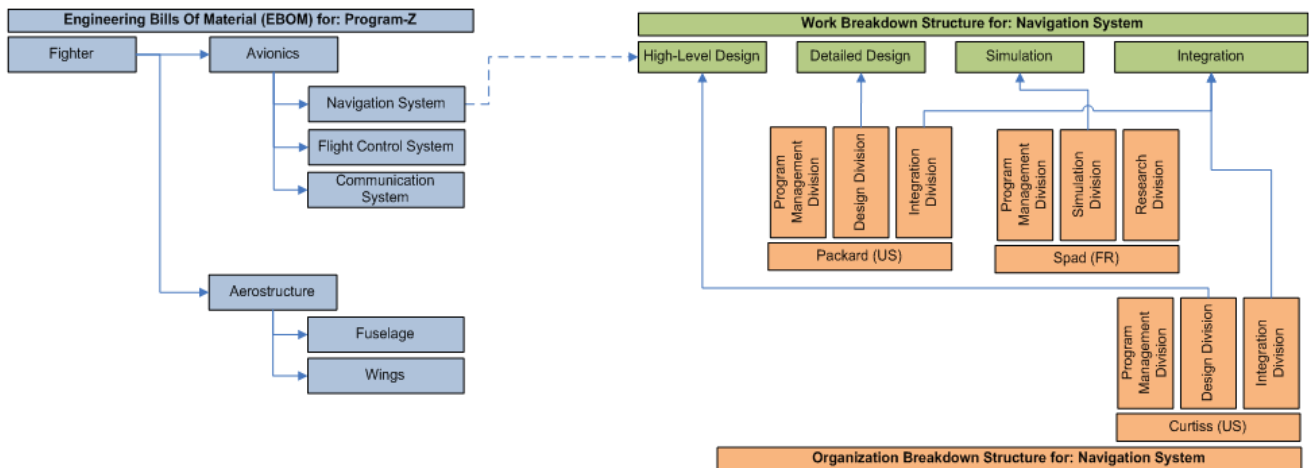 Engineering Bills Of Material (EBOM) for: Program-Z
Fighter
Avionics
Navigation System
Flight Control System
Communication
System
Aerostructure
Fuselage
Wings
Work Breakdown Structure for: Navigation System
High-Level Design
Detailed Design
Simulation
Integration
Program
Management
Division
Design Division
Integration
Division
Packard (US)
Program
Management
Division
Simulation
Division
Research
Division
Spad (FR)
Program
Management
Division
Design Division
Integration
Division
Curtiss (US)
Organization Breakdown Structure for: Navigation System